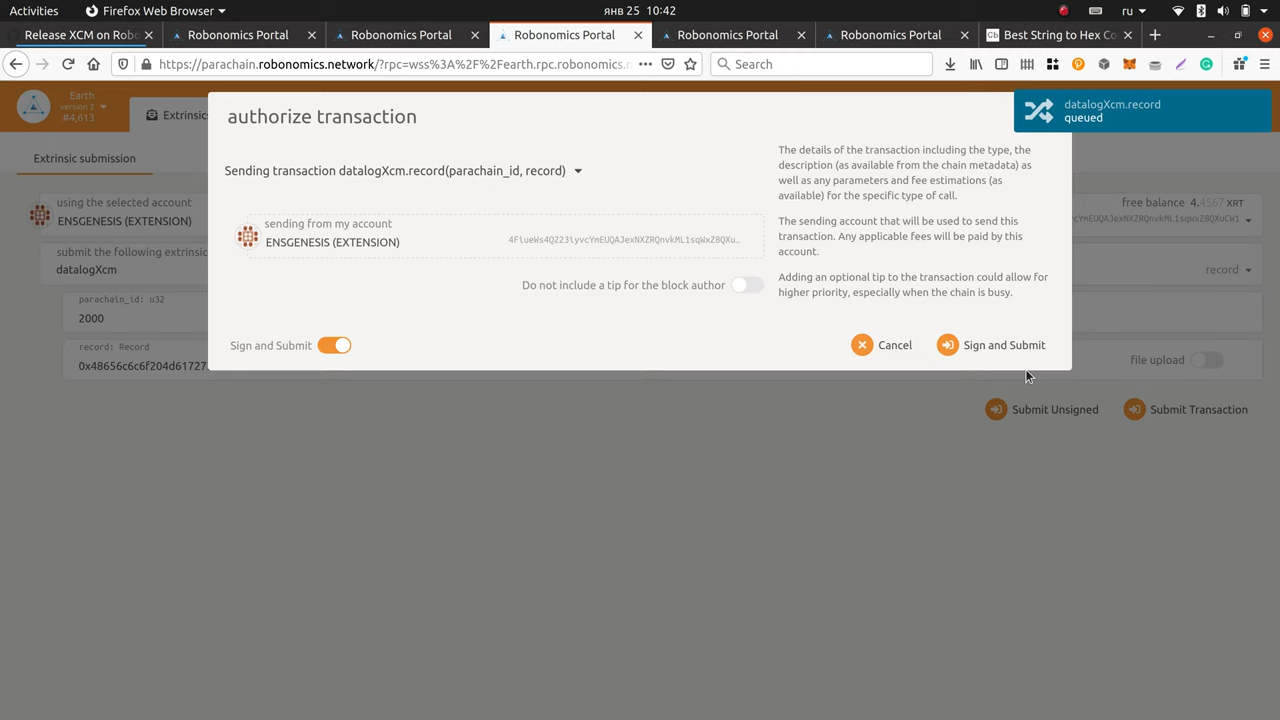 Activities
Firefox Web Browser
янв 25 10:42
ru
Release XCM on Robo
Robonomics Portal
Robonomics Portal
Robonomics Portal
Robonomics Portal
Robonomics Portal
Cb
Best String to Hex Co
https://parachain.robonomics.network/?rpc=wss%3A%2F%2Fearth.rpc.robonomics.
Search
Earth
version 2
#4,613
Extrinsics
authorize transaction
datalogXcm.record
queued
Extrinsic submission
Sending transaction datalogXcm.record(parachain_id, record)
The details of the transaction including the type, the
description (as available from the chain metadata) as
well as any parameters and fee estimations (as
available) for the specific type of call.
using the selected account
ENSGENESIS (EXTENSION)
free balance 4.4567 XRT
sending from my account
ENSGENESIS (EXTENSION)
4FiueWs4Q223iyvcYmEUQAJexNXZRQnvkML1sqWxZ8QXu…
The sending account that will be used to send this
transaction. Any applicable fees will be paid by this
account.
submit the following extrinsic
datalogXcm
record
Do not include a tip for the block author
Adding an optional tip to the transaction could allow for
higher priority, especially when the chain is busy.
parachain_id: u32
2000
record: Record
0x48656c6c6f204d61727
Sign and Submit
Cancel
Sign and Submit
file upload
Submit Unsigned
Submit Transaction